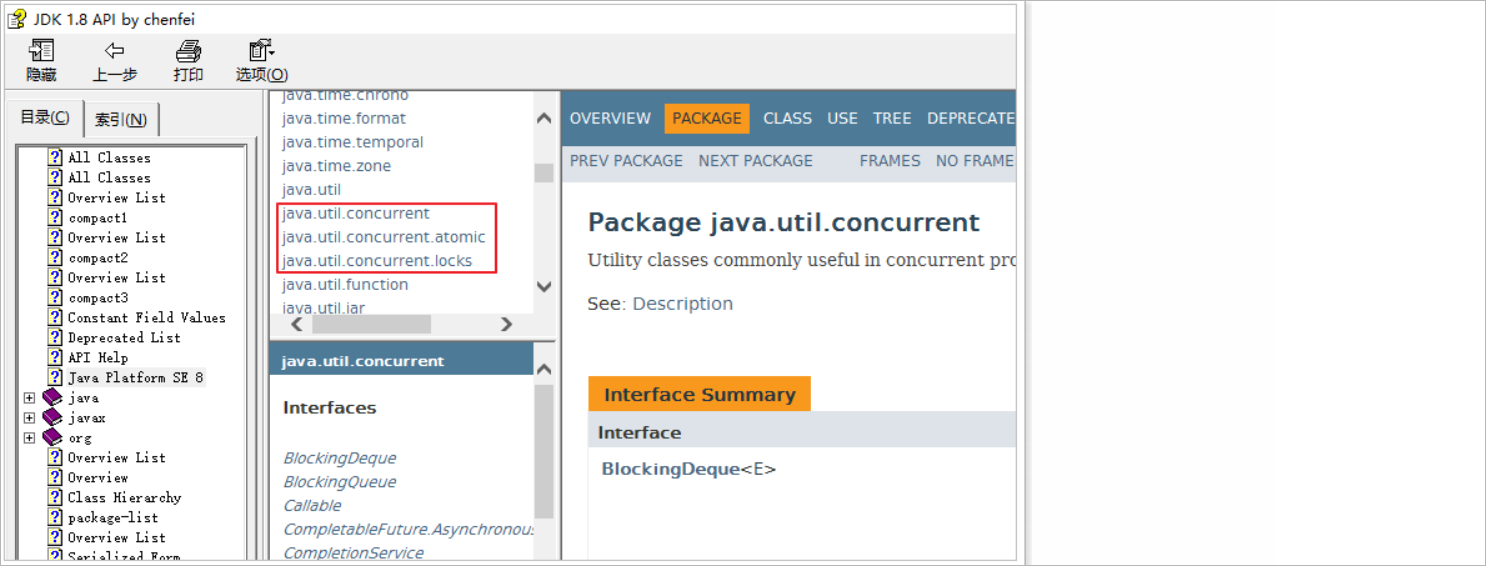 JDK 1.8 API by chenfei
隐藏 上一步 打印 选项(O)
目录(C) 索引(N)
All Classes
All Classes
Overview List
compact1
Overview List
compact2
Overview List
compact3
Constant Field Values
Deprecated List
API Help
Java Platform SE 8
java
javax
org
Overview List
Overview
Class Hierarchy
package-list
Overview List
Serialized Form
java.time.chrono
java.time.format
java.time.temporal
java.time.zone
java.util
java.util.concurrent
java.util.concurrent.atomic
java.util.concurrent.locks
java.util.function
java.util.jar
java.util.concurrent
Interfaces
BlockingDeque
BlockingQueue
Callable
CompletableFuture.Asynchronous
CompletionService
OVERVIEW PACKAGE CLASS USE TREE DEPRECATE
PREV PACKAGE NEXT PACKAGE FRAMES NO FRAME
Package java.util.concurrent
Utility classes commonly useful in concurrent pro
See: Description
Interface Summary
Interface
BlockingDeque<E>